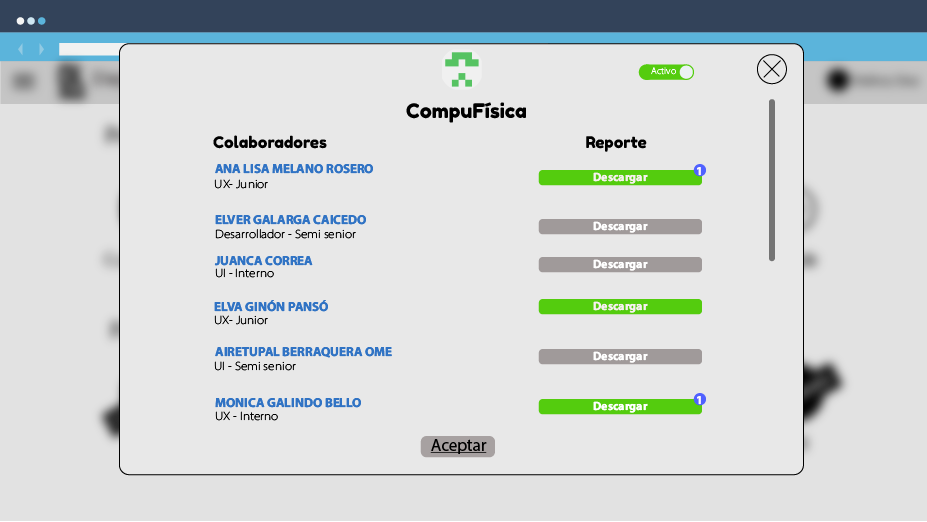 Activo
CompuFísica
Colaboradores
Reporte
ANA LISA MELANO ROSERO
UX- Junior
Descargar
1
ELVER GALARGA CAICEDO
Desarrollador - Semi senior
Descargar
JUANCA CORREA
UI - Interno
Descargar
ELVA GINÓN PANSÓ
UX- Junior
Descargar
AIRETUPAL BERRAQUERA OME
UI - Semi senior
Descargar
MONICA GALINDO BELLO
UX - Interno
Descargar
1
Aceptar